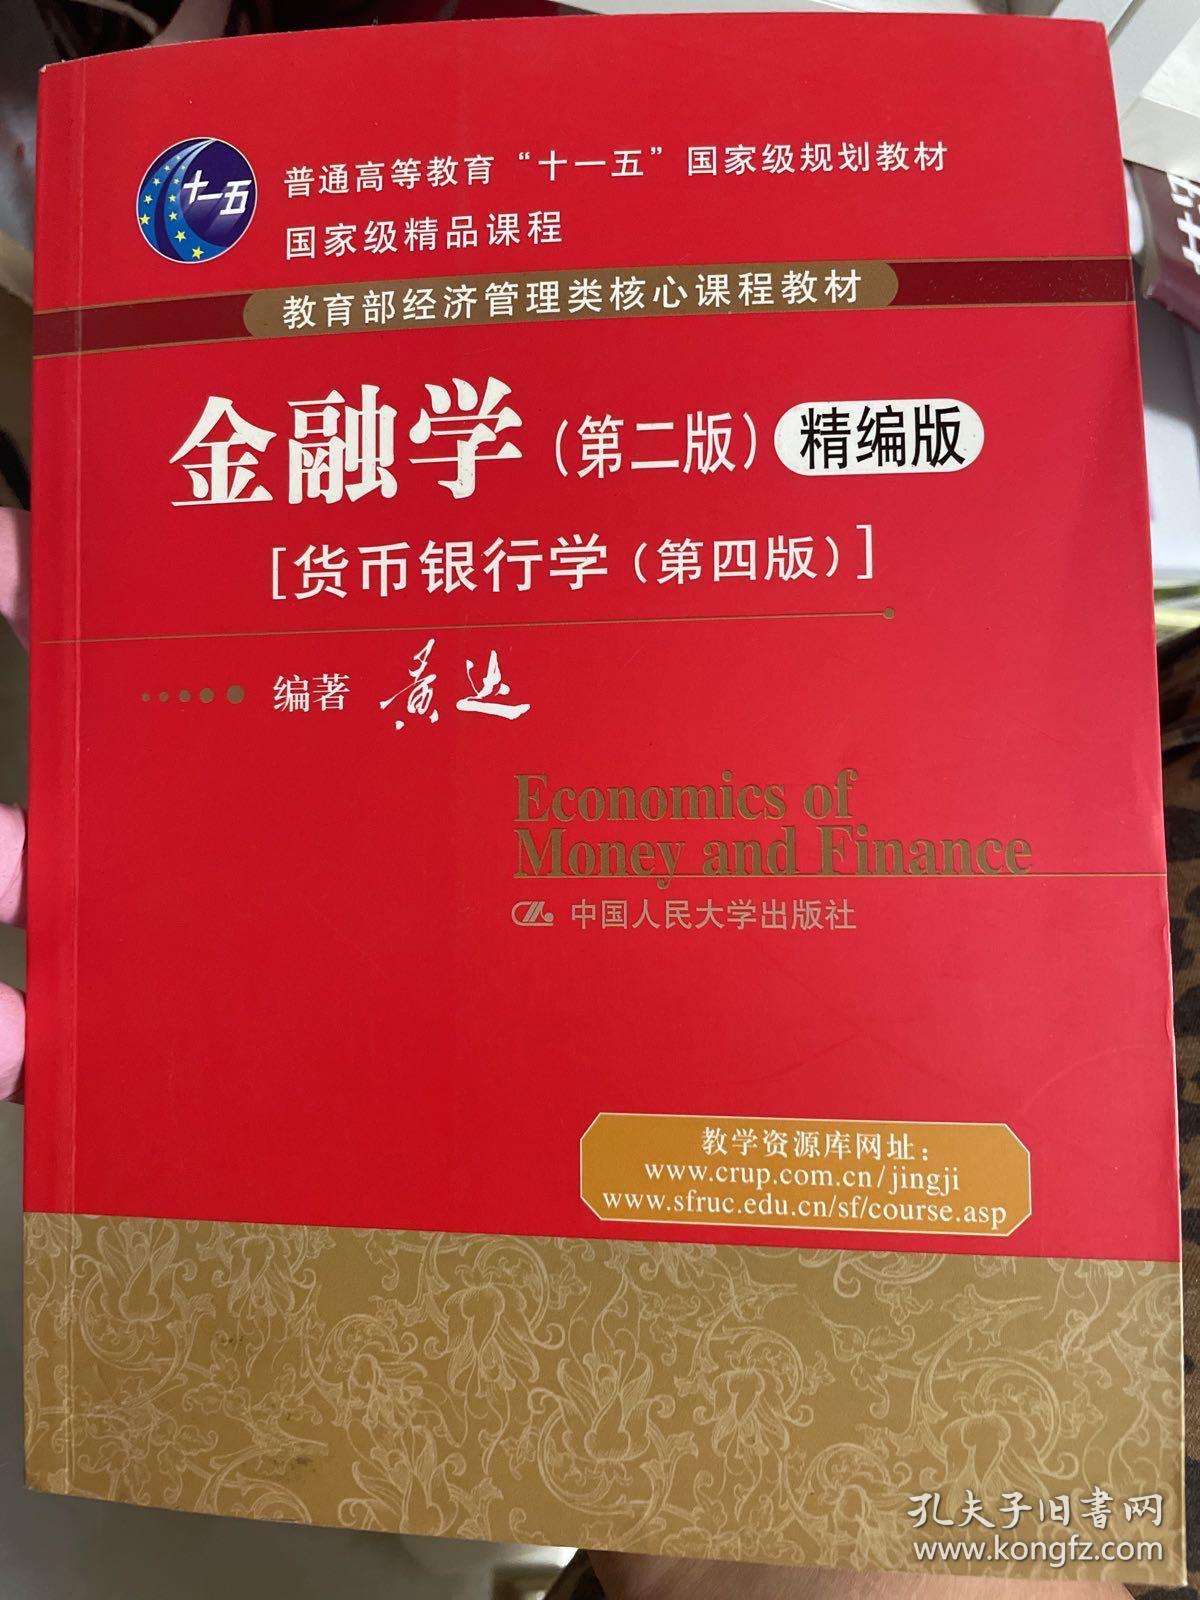 十一五
普通高等教育“十一五”国家级规划教材
国家级精品课程
教育部经济管理类核心课程教材
金融学（第二版）精编版
[货币银行学（第四版）]
编著 黄达
Economics of
Money and Finance
中国人民大学出版社
教学资源库网址：
www.crup.com.cn/jingji
www.sfruc.edu.cn/sf/course.asp
孔夫子旧书网
www.kongfz.com